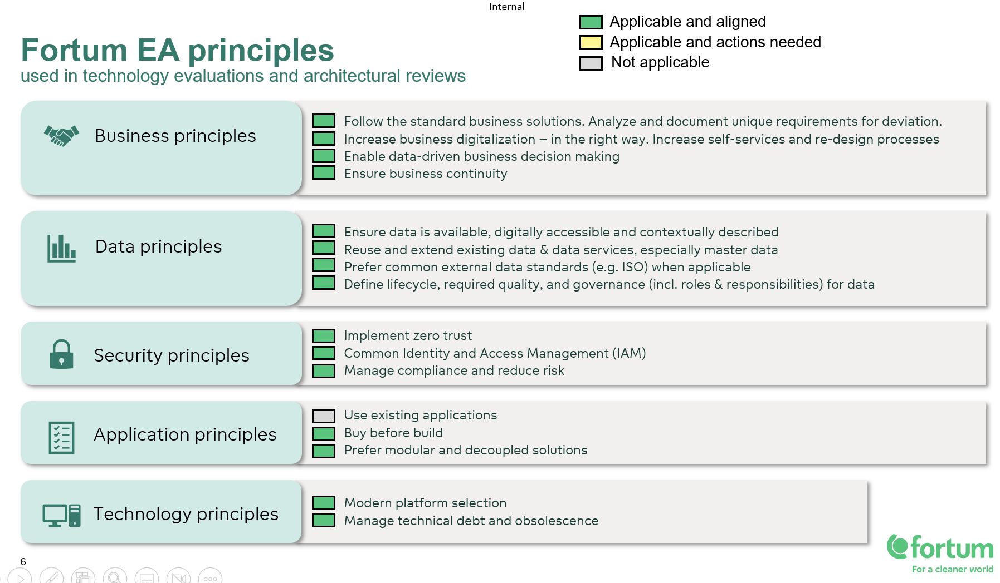 Internal
Applicable and aligned
Applicable and actions needed
Not applicable
Fortum EA principles
used in technology evaluations and architectural reviews
Business principles
Follow the standard business solutions. Analyze and document unique requirements for deviation.
Increase business digitalization – in the right way. Increase self-services and re-design processes
Enable data-driven business decision making
Ensure business continuity
Data principles
Ensure data is available, digitally accessible and contextually described
Reuse and extend existing data & data services, especially master data
Prefer common external data standards (e.g. ISO) when applicable
Define lifecycle, required quality, and governance (incl. roles & responsibilities) for data
Security principles
Implement zero trust
Common Identity and Access Management (IAM)
Manage compliance and reduce risk
Application principles
Use existing applications
Buy before build
Prefer modular and decoupled solutions
Technology principles
Modern platform selection
Manage technical debt and obsolescence
fortum
For a cleaner world
6